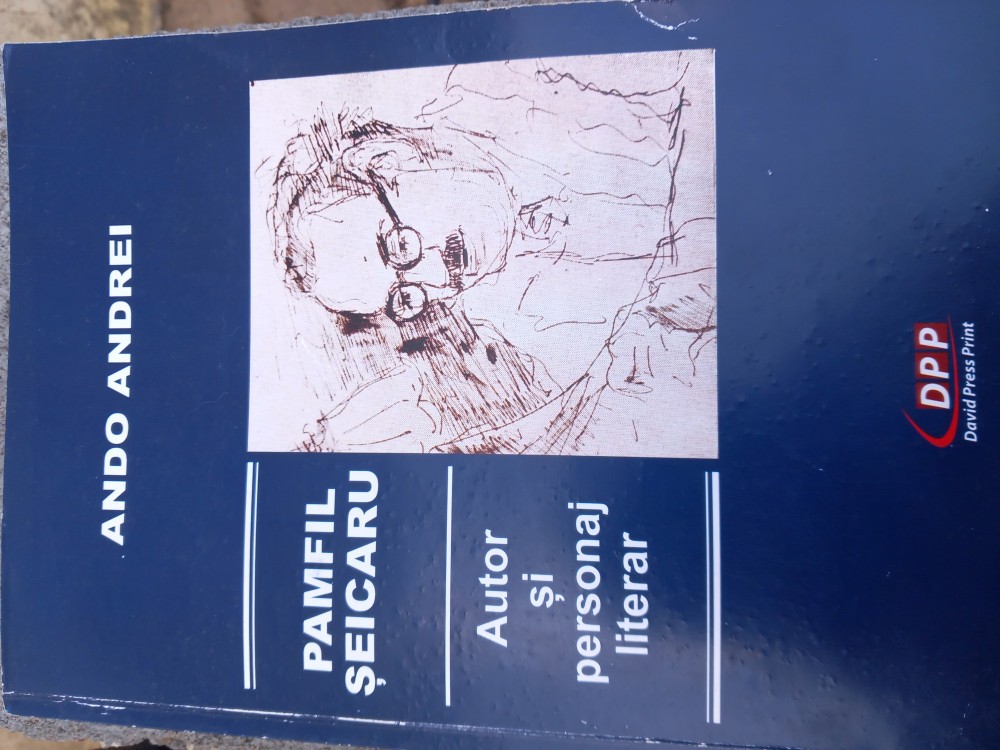 ANDO ANDREI
PAMFIL
ȘEICARU
Autor
și
personaj
literar
DPP
David Press Print